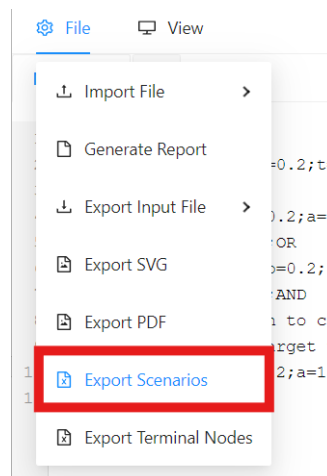 File View
Import File
Generate Report
=0.2;t
Export Input File
0.2;a=
OR
Export SVG
=0.2;
AND
Export PDF
n to c
arget
Export Scenarios
2;a=1
Export Terminal Nodes